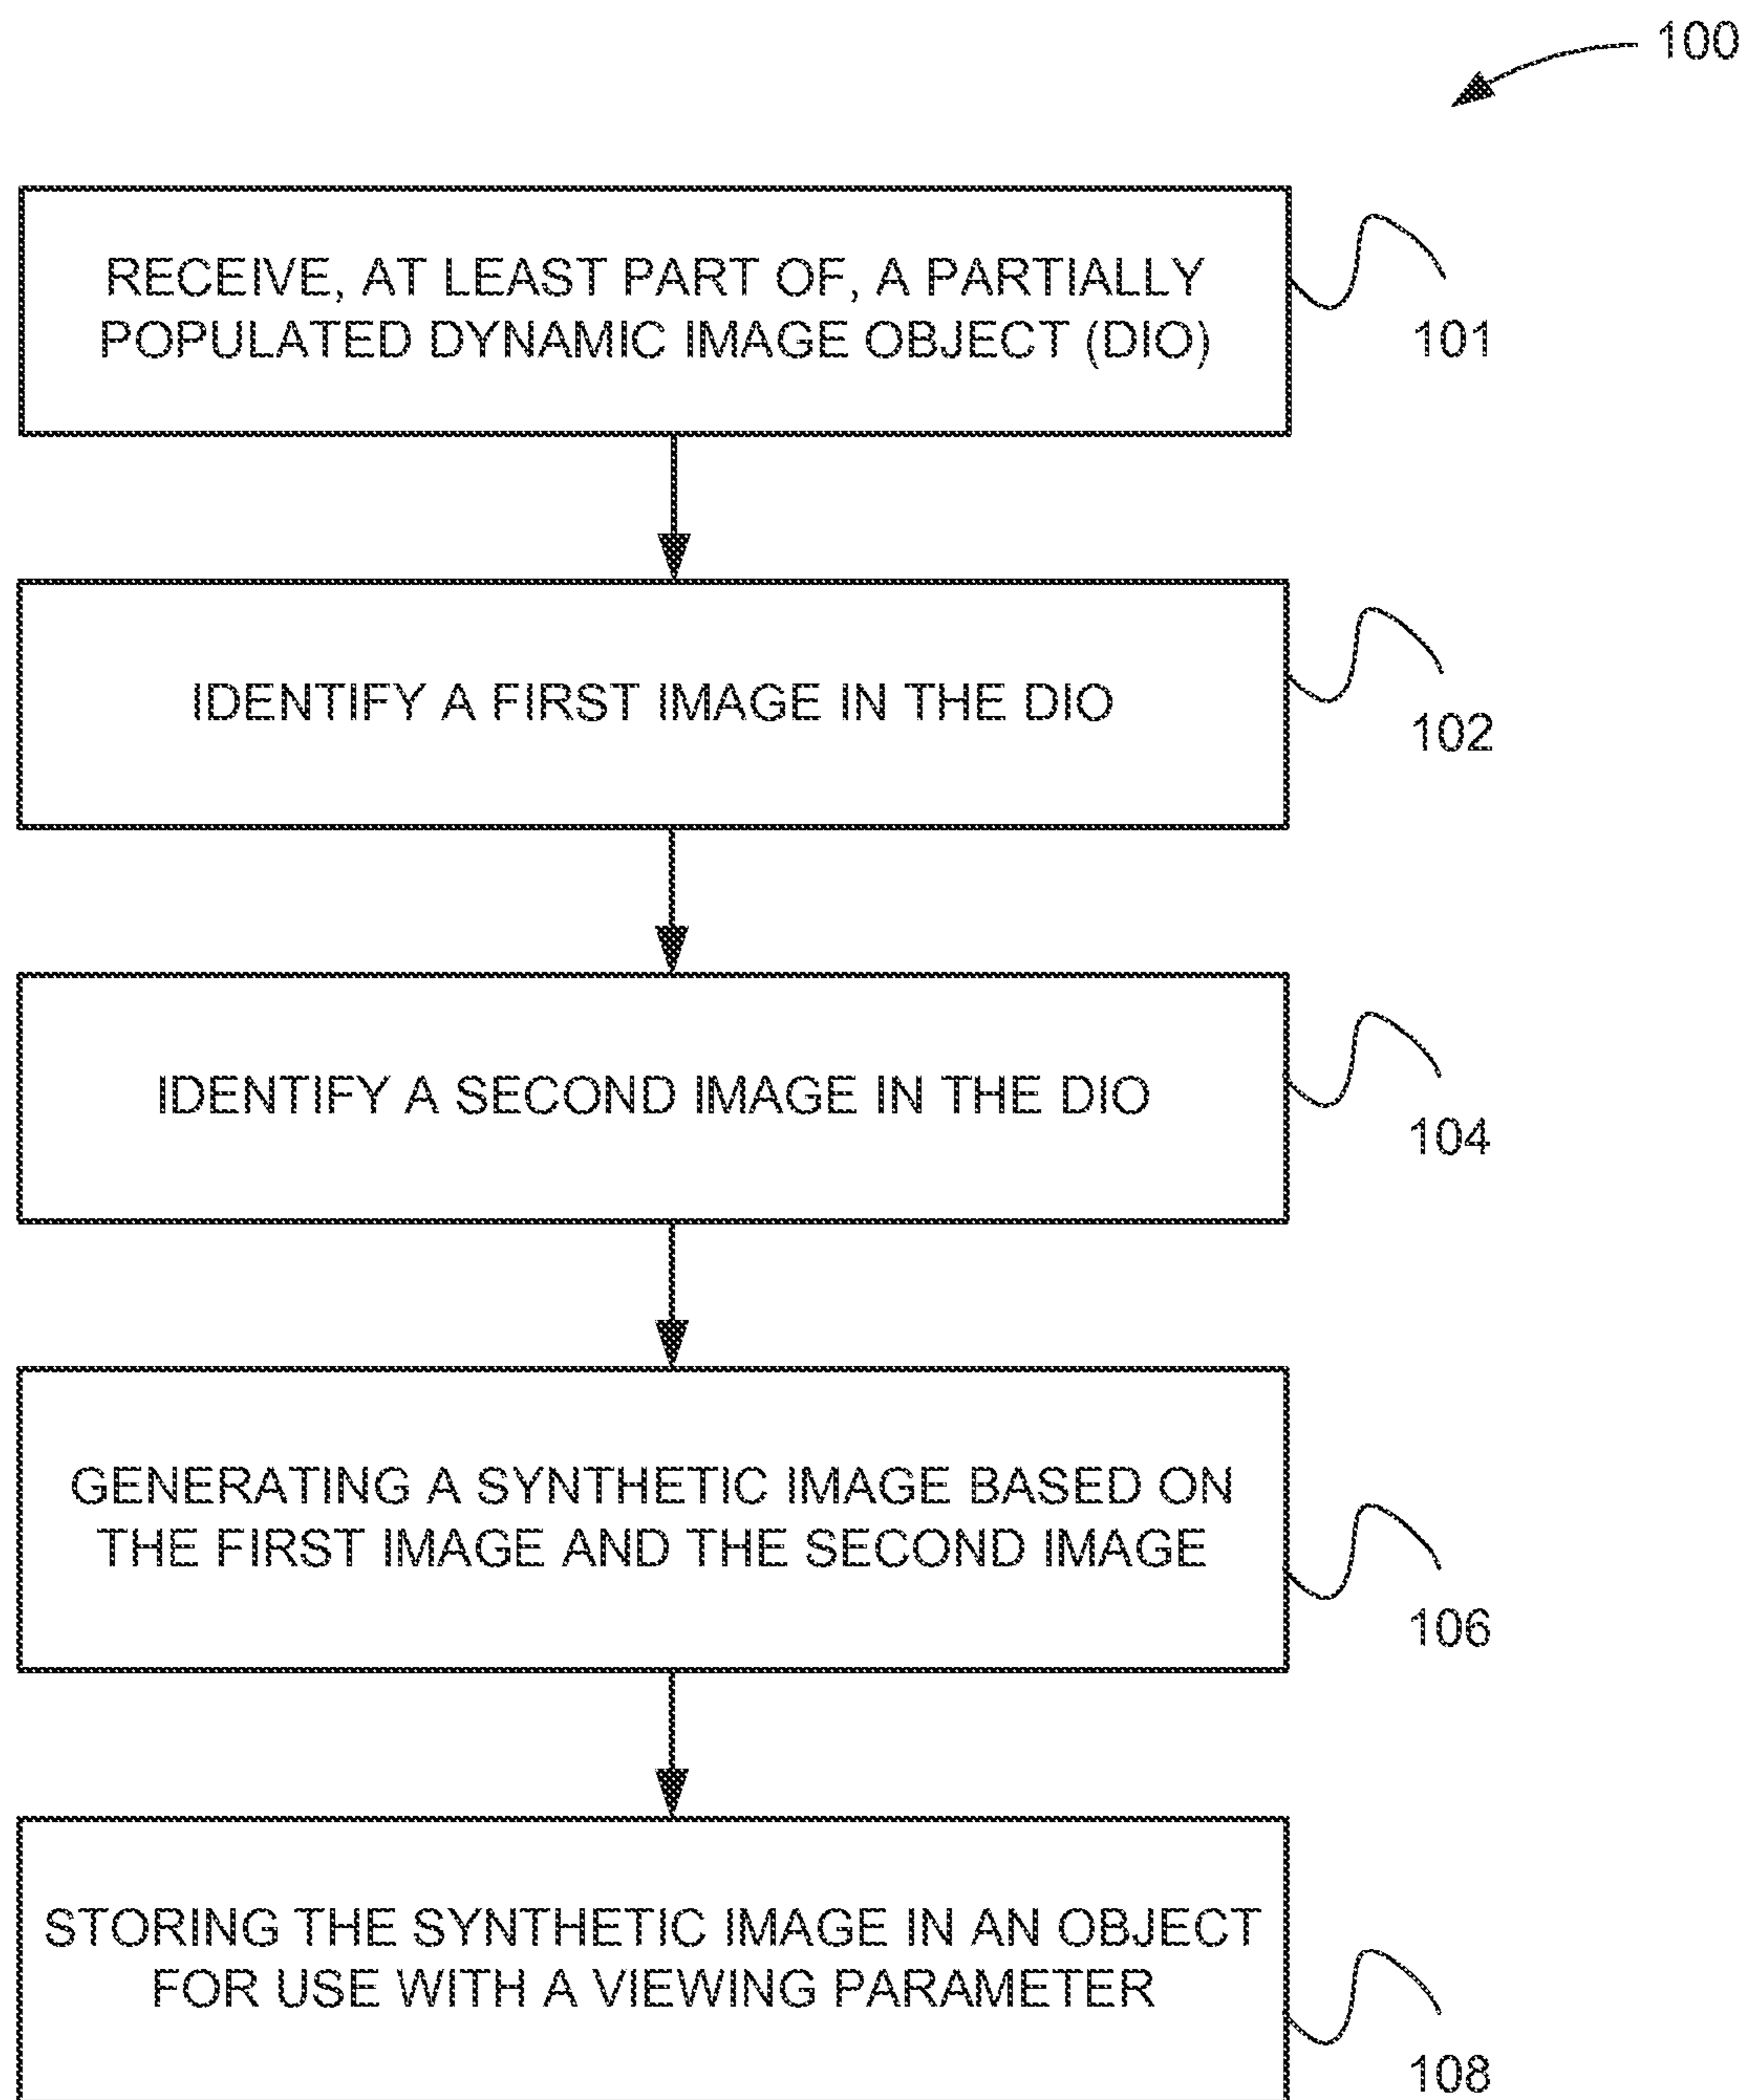 100
RECEIVE, AT LEAST PART OF, A PARTIALLY
POPULATED DYNAMIC IMAGE OBJECT (DIO)
101
IDENTIFY A FIRST IMAGE IN THE DIO
102
IDENTIFY A SECOND IMAGE IN THE DIO
104
GENERATING A SYNTHETIC IMAGE BASED ON
THE FIRST IMAGE AND THE SECOND IMAGE
106
STORING THE SYNTHETIC IMAGE IN AN OBJECT
FOR USE WITH A VIEWING PARAMETER
108